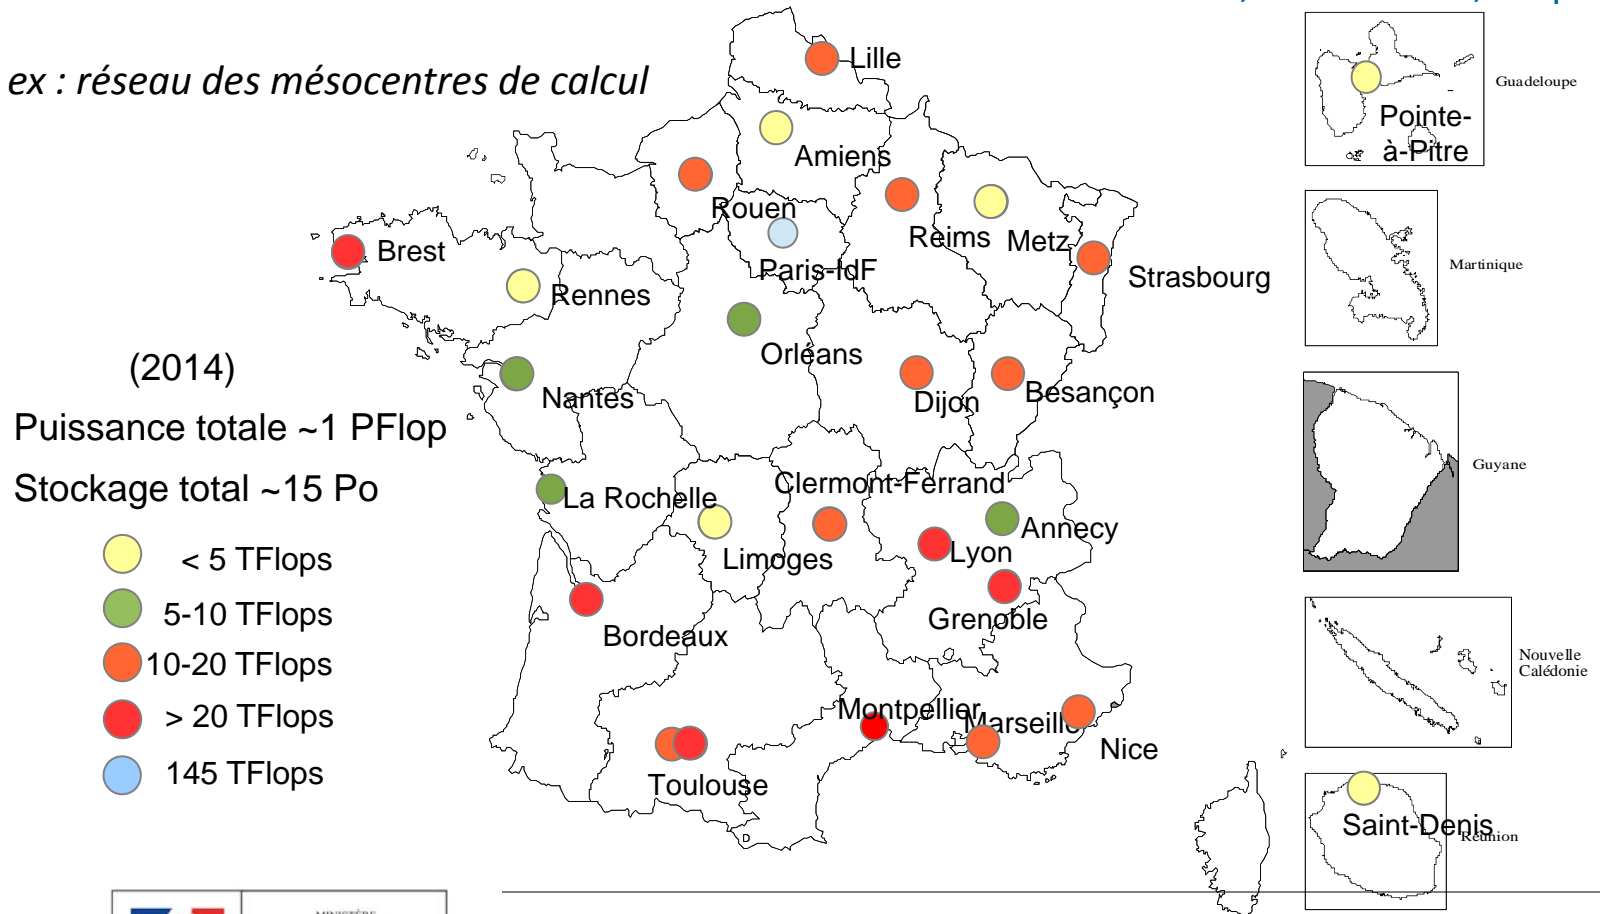 ex : réseau des mésocentres de calcul
Lille
Amiens
Rouen
Reims
Metz
Paris-IdF
Strasbourg
Brest
Rennes
Orléans
Nantes
Dijon
Besançon
La Rochelle
Clermont-Ferrand
Limoges
Annecy
Lyon
Grenoble
Bordeaux
Montpellier
Marseille
Nice
Toulouse
(2014)
Puissance totale ~1 PFlop
Stockage total ~15 Po
< 5 TFlops
5-10 TFlops
10-20 TFlops
> 20 TFlops
145 TFlops
Pointe-
à-Pitre
Guadeloupe
Martinique
Guyane
Nouvelle
Calédonie
Saint-Denis
Réunion